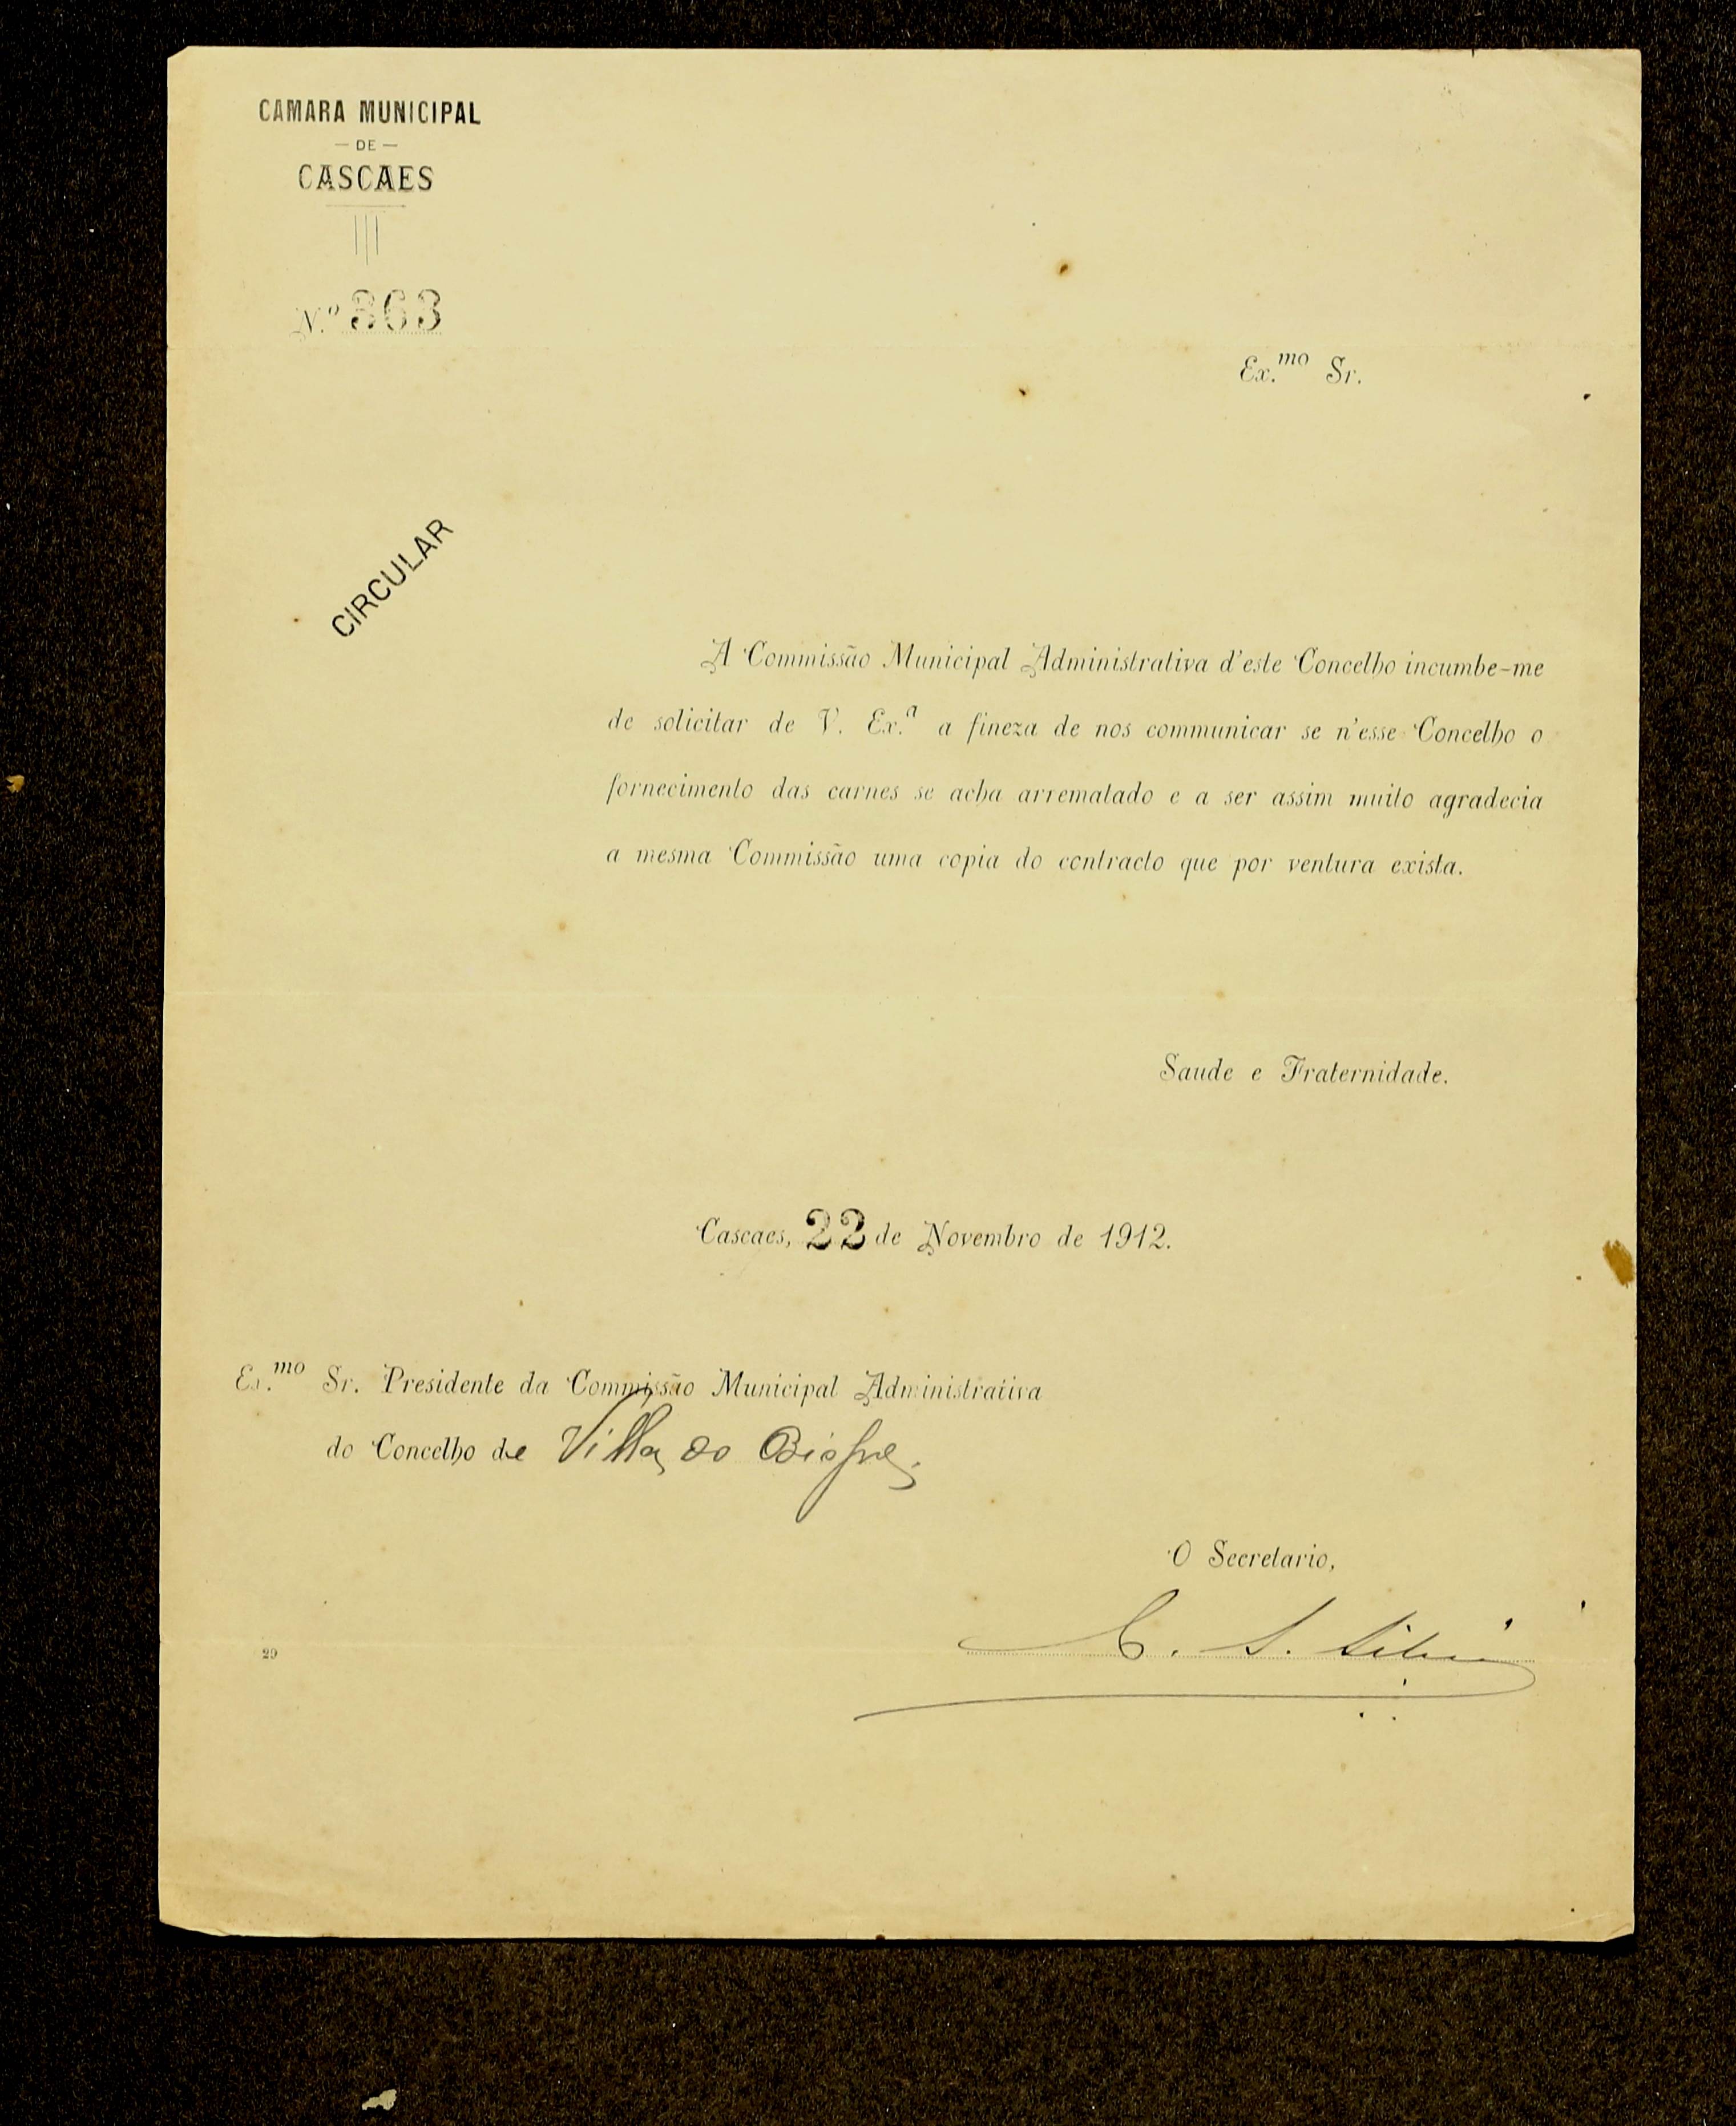 CAMARA MUNICIPAL
— DE —
CASCAES
N.º 363
Ex.mo Sr.
CIRCULAR
A Commissão Municipal Administrativa d'este Concelho incumbe-me
de solicitar de V. Ex.ª a fineza de nos communicar se n'esse Concelho o
fornecimento das carnes se acha arrematado e a ser assim muito agradecia
a mesma Commissão uma copia do contracto que por ventura exista.
Saude e Fraternidade.
Cascaes, 22 de Novembro de 1912.
Ex.mo Sr. Presidente da Commissão Municipal Administrativa
do Concelho de Villa do Bispo.
O Secretario,
S. Silva
29